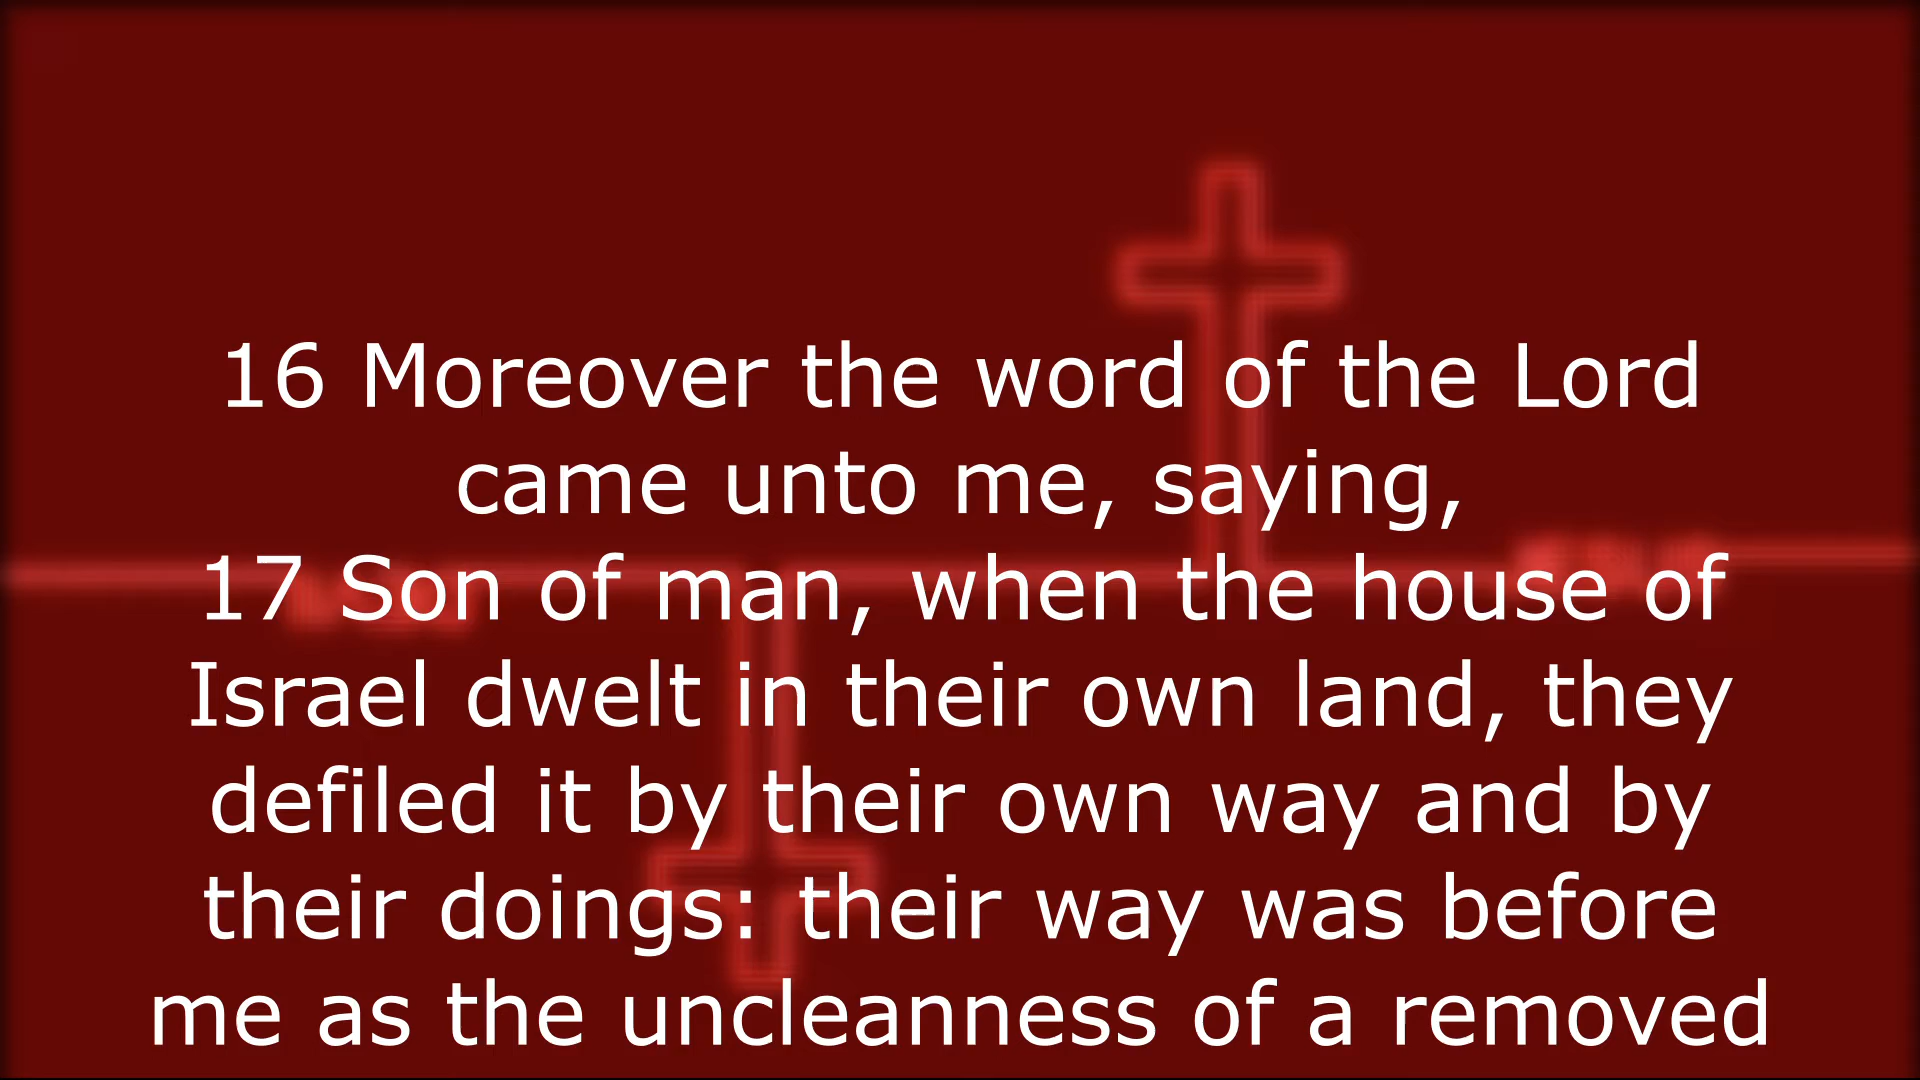 16 Moreover the word of the Lord
came unto me, saying,
17 Son of man, when the house of
Israel dwelt in their own land, they
defiled it by their own way and by
their doings: their way was before
me as the uncleanness of a removed